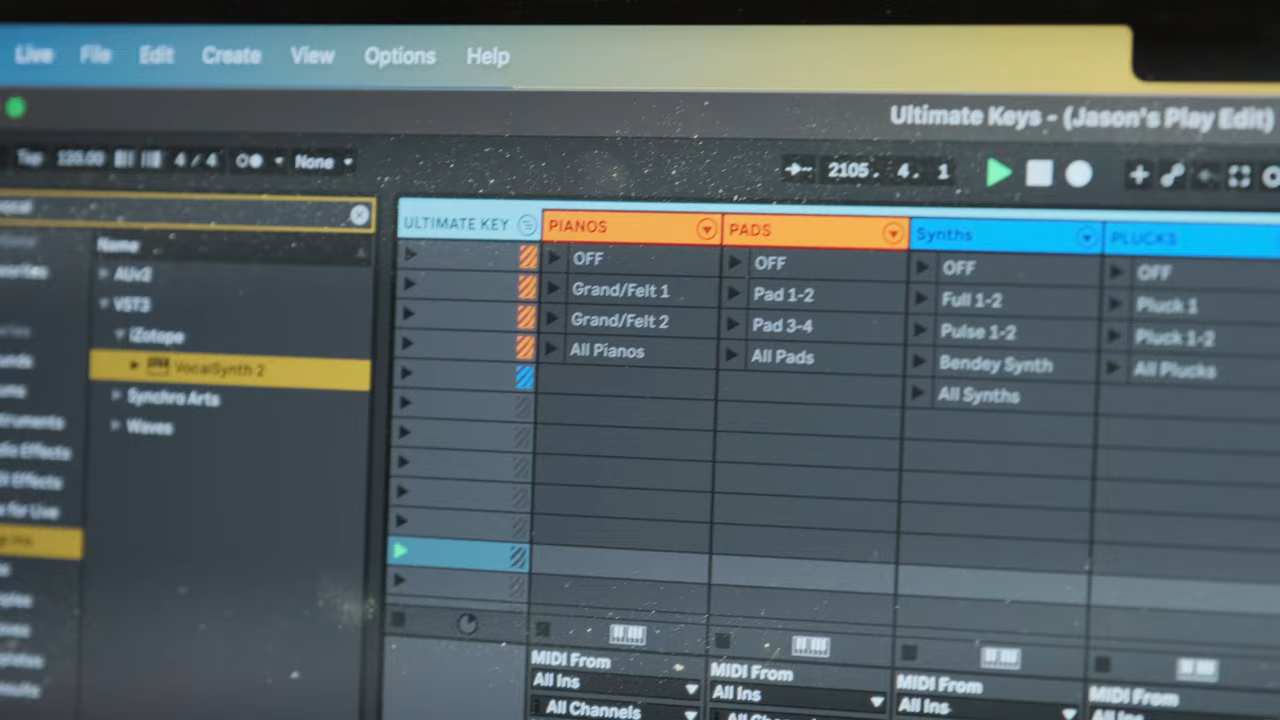 Live File Edit Create View Options Help
Ultimate Keys - (Jason's Play Edit)
Tap 120.00 4 / 4 None 2105. 4. 1
ULTIMATE KEY PIANOS PADS Synths PLUCKS
Name
AUv2
VST3
iZotope
VocalSynth 2
Synchro Arts
Waves
OFF OFF OFF OFF
Grand/Felt 1 Pad 1-2 Full 1-2 Pluck 1
Grand/Felt 2 Pad 3-4 Pulse 1-2 Pluck 1-2
All Pianos All Pads Bendey Synth All Plucks
All Synths
MIDI From MIDI From MIDI From MIDI From
All Ins All Ins All Ins All Ins
All Channels